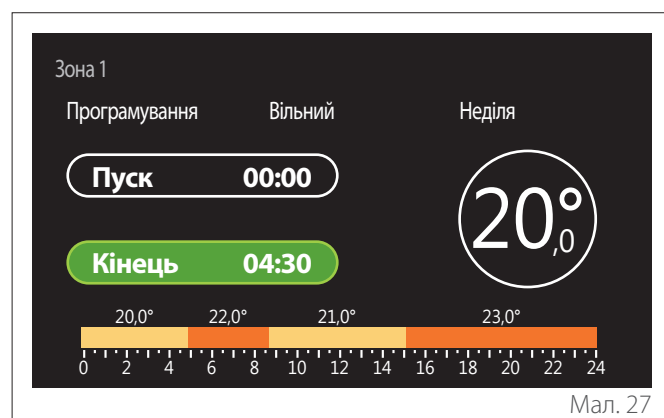 Зона 1
Програмування Вільний Неділя
Пуск 00:00
20°,0
Кінець 04:30
20,0° 22,0° 21,0° 23,0°
0 2 4 6 8 10 12 14 16 18 20 22 24
Мал. 27